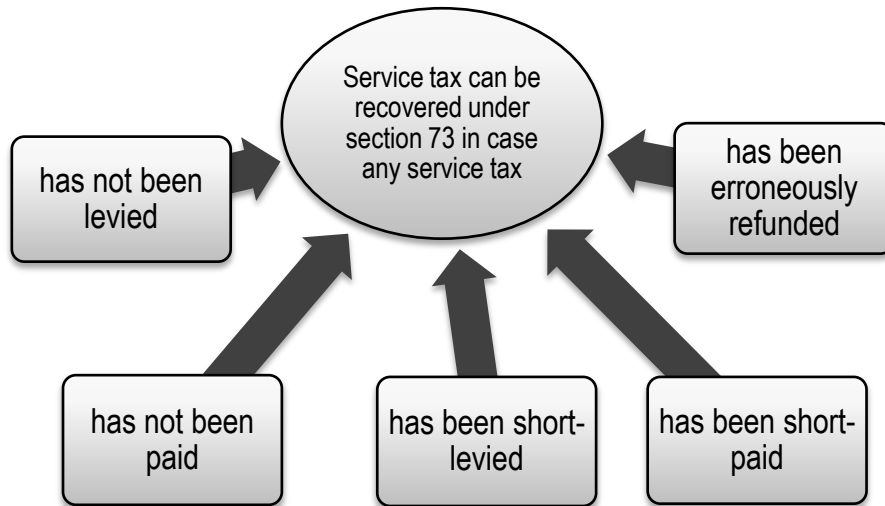 Service tax can be
recovered under
section 73 in case
any service tax
has not been
levied
has been
erroneously
refunded
has not been
paid
has been short-
levied
has been short-
paid